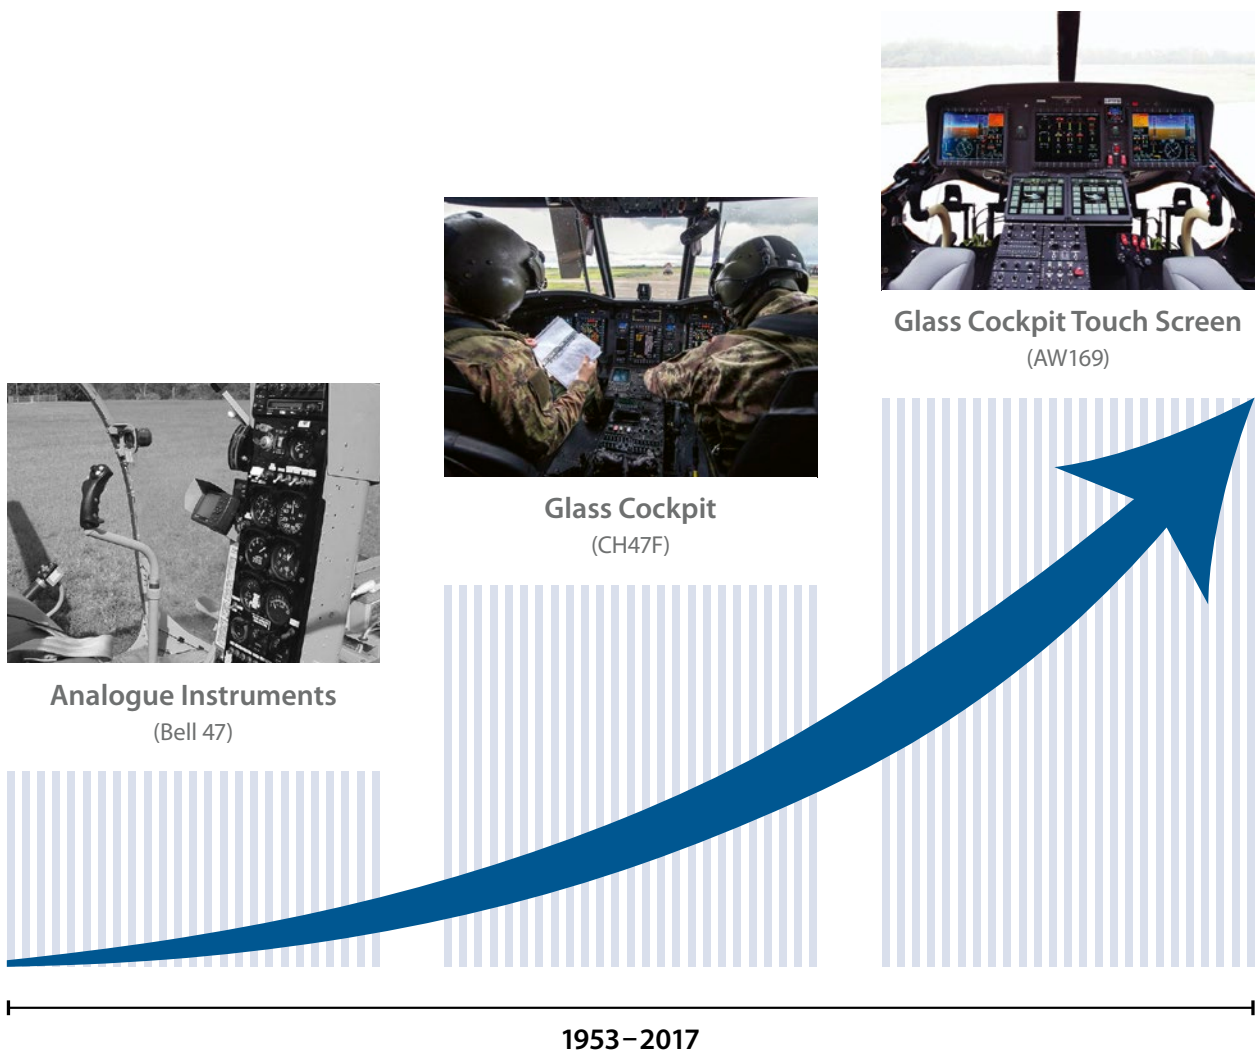 Glass Cockpit Touch Screen
(AW169)
Glass Cockpit
(CH47F)
Analogue Instruments
(Bell 47)
1953–2017